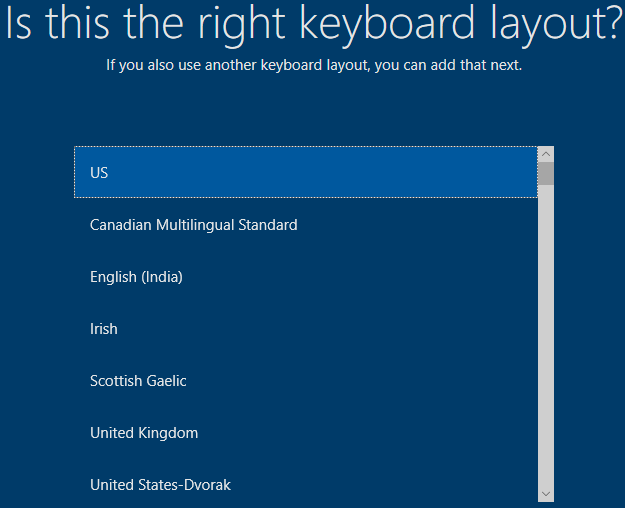 Is this the right keyboard layout?
If you also use another keyboard layout, you can add that next.
US
Canadian Multilingual Standard
English (India)
Irish
Scottish Gaelic
United Kingdom
United States-Dvorak